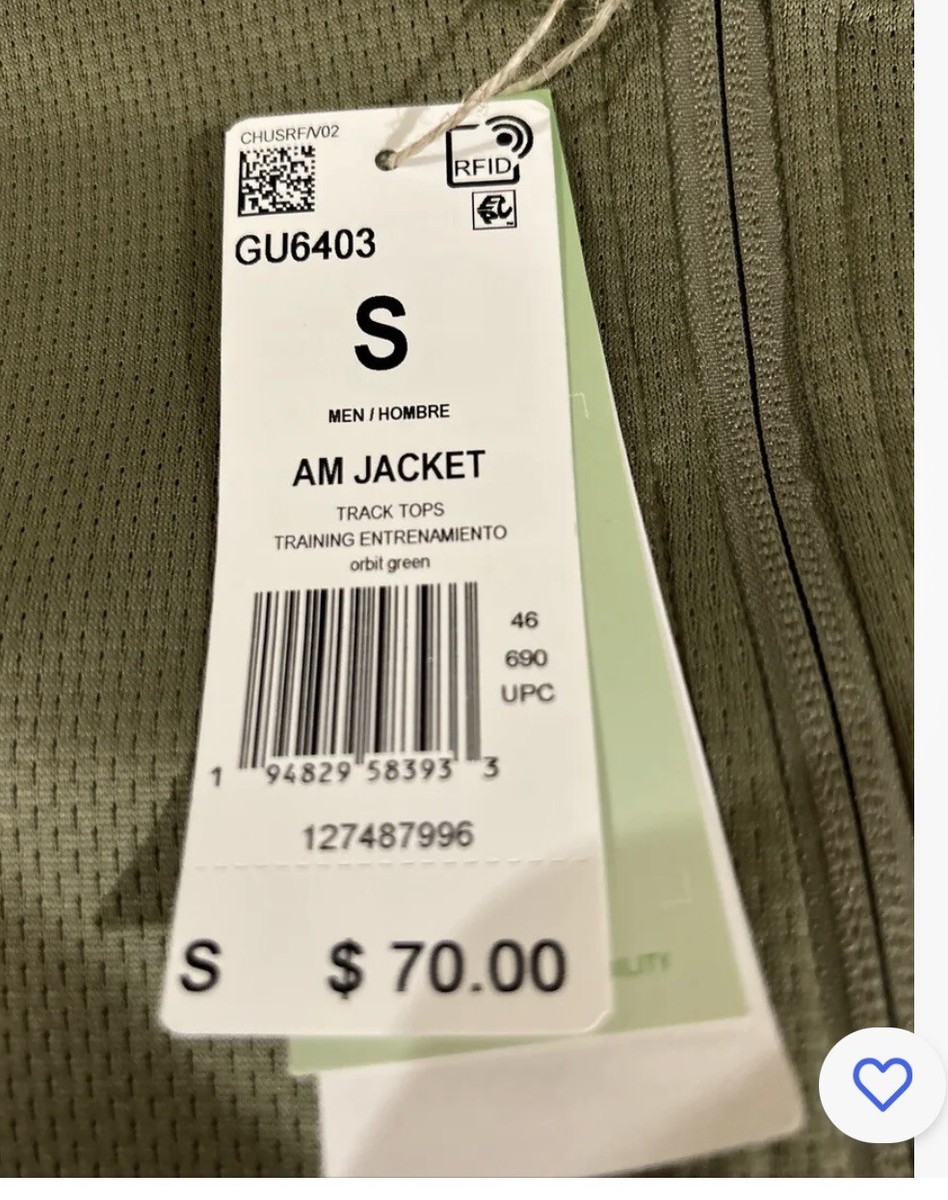 CHUSRF/V02
RFID
GU6403
S
MEN / HOMBRE
AM JACKET
TRACK TOPS
TRAINING ENTRENAMIENTO
orbit green
46
690
UPC
1 94829 58393 3
127487996
S $ 70.00